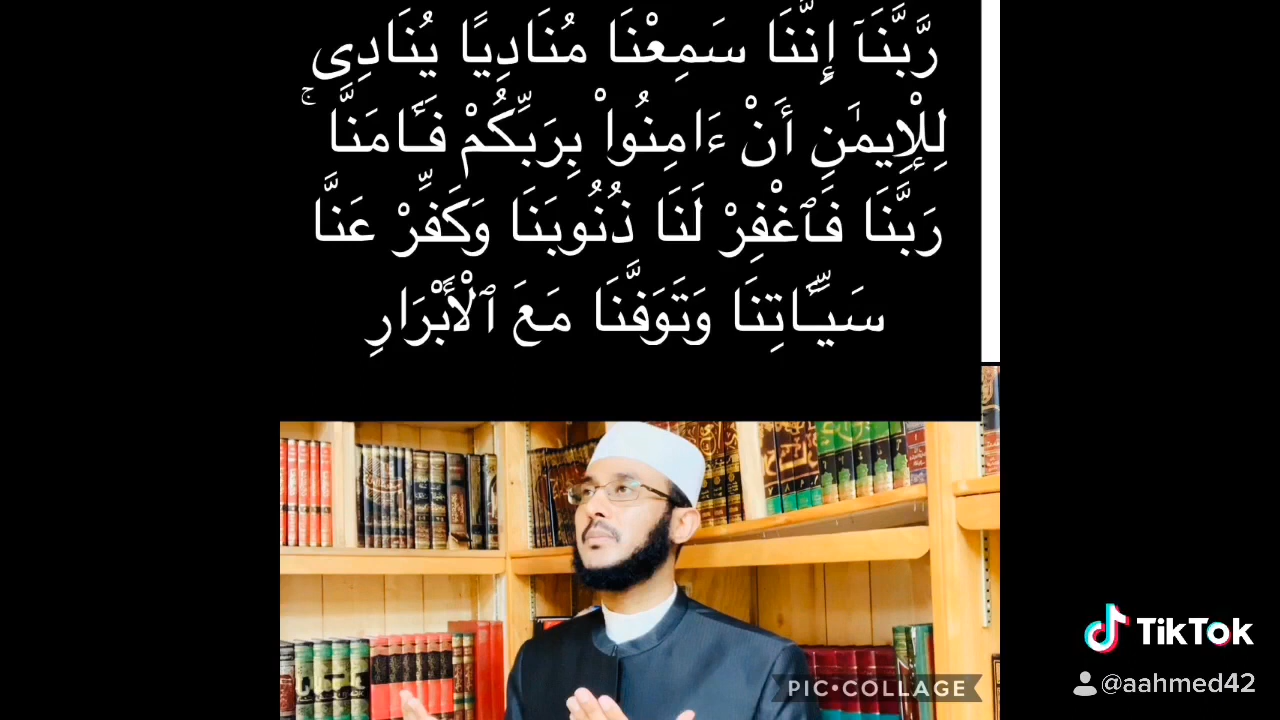 رَّبَّنَآ إِنَّنَا سَمِعْنَا مُنَادِيًا يُنَادِى
لِلْإِيمَٰنِ أَنْ ءَامِنُوا۟ بِرَبِّكُمْ فَـَٔامَنَّا ۚ
رَبَّنَا فَٱغْفِرْ لَنَا ذُنُوبَنَا وَكَفِّرْ عَنَّا
سَيِّـَٔاتِنَا وَتَوَفَّنَا مَعَ ٱلْأَبْرَارِ
TikTok
PIC•COLLAGE
@aahmed42